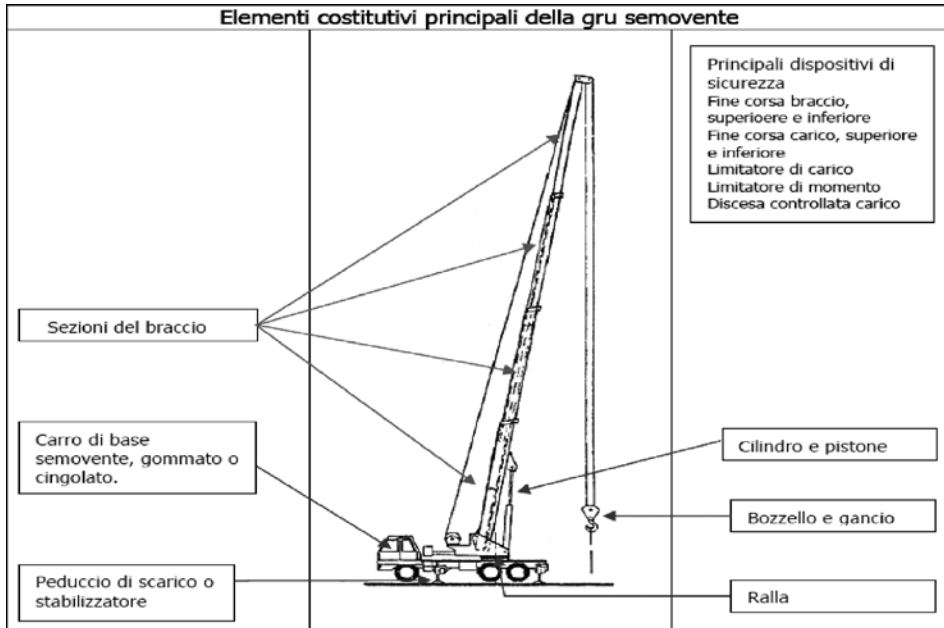 Elementi costitutivi principali della gru semovente
Principali dispositivi di
sicurezza
Fine corsa braccio,
superioere e inferiore
Fine corsa carico, superiore
e inferiore
Limitatore di carico
Limitatore di momento
Discesa controllata carico
Sezioni del braccio
Carro di base
semovente, gommato o
cingolato.
Cilindro e pistone
Bozzello e gancio
Peduccio di scarico o
stabilizzatore
Ralla